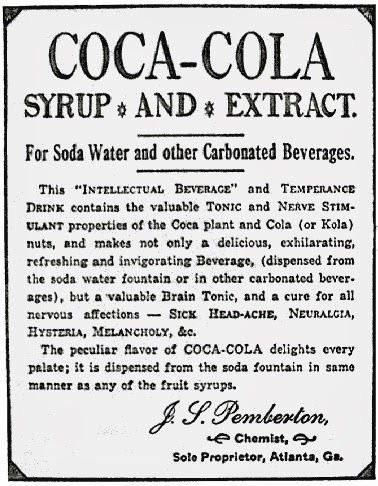 COCA-COLA
SYRUP * AND * EXTRACT.
For Soda Water and other Carbonated Beverages.
This "INTELLECTUAL BEVERAGE" and TEMPERANCE
DRINK contains the valuable TONIC and NERVE STIM-
ULANT properties of the Coca plant and Cola (or Kola)
nuts, and makes not only a delicious, exhilarating,
refreshing and invigorating Beverage, (dispensed from
the soda water fountain or in other carbonated bever-
ages), but a valuable Brain Tonic, and a cure for all
nervous affections — SICK HEAD-ACHE, NEURALGIA,
HYSTERIA, MELANCHOLY, &c.
The peculiar flavor of COCA-COLA delights every
palate; it is dispensed from the soda fountain in same
manner as any of the fruit syrups.
J. S. Pemberton,
Chemist,
Sole Proprietor, Atlanta, Ga.